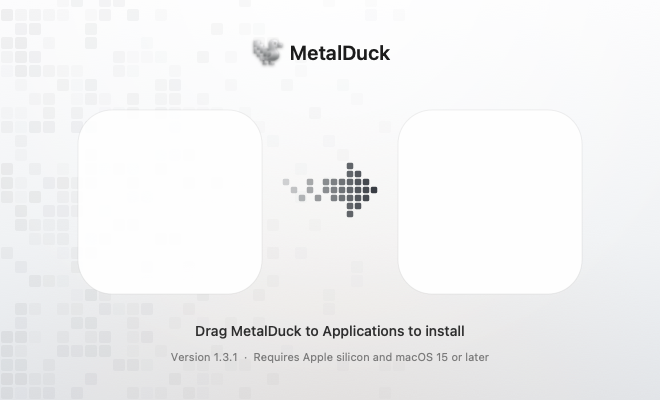 MetalDuck
Drag MetalDuck to Applications to install
Version 1.3.1 · Requires Apple silicon and macOS 15 or later